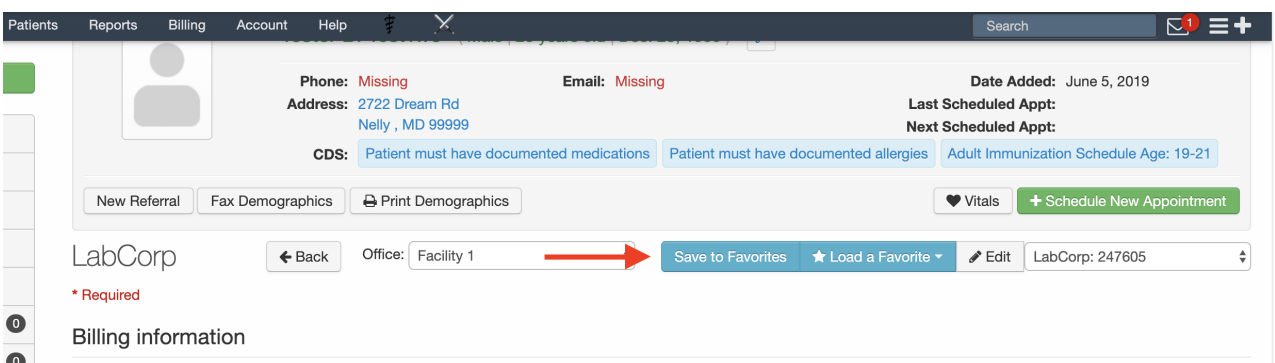 Patients Reports Billing Account Help Search 1
Phone: Missing Email: Missing Date Added: June 5, 2019
Address: 2722 Dream Rd Last Scheduled Appt:
Nelly , MD 99999 Next Scheduled Appt:
CDS: Patient must have documented medications Patient must have documented allergies Adult Immunization Schedule Age: 19-21
New Referral Fax Demographics Print Demographics Vitals Schedule New Appointment
LabCorp Back Office: Facility 1 Save to Favorites Load a Favorite Edit LabCorp: 247605
* Required
0
Billing information
0